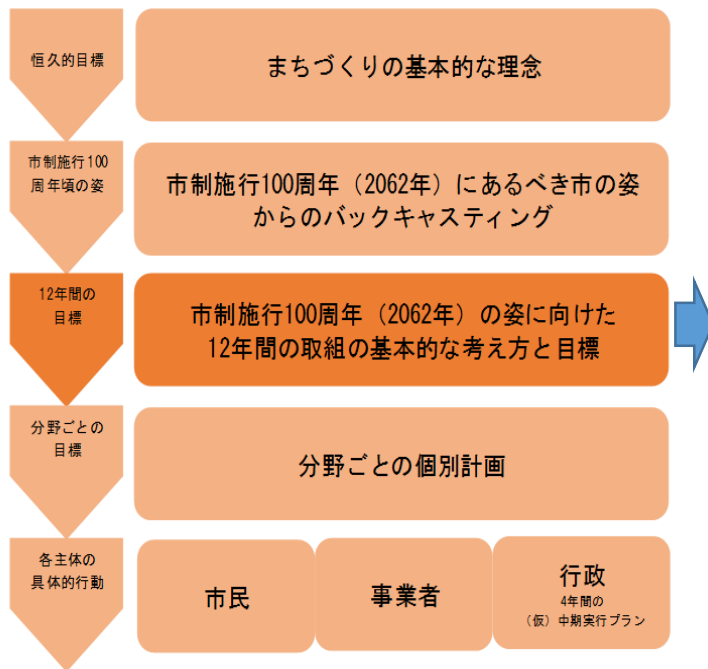 恒久的目標
まちづくりの基本的な理念
市制施行100
周年頃の姿
市制施行100周年（2062年）にあるべき市の姿
からのバックキャスティング
12年間の
目標
市制施行100周年（2062年）の姿に向けた
12年間の取組の基本的な考え方と目標
分野ごとの
目標
分野ごとの個別計画
各主体の
具体的行動
市民
事業者
行政
4年間の
（仮）中期実行プラン